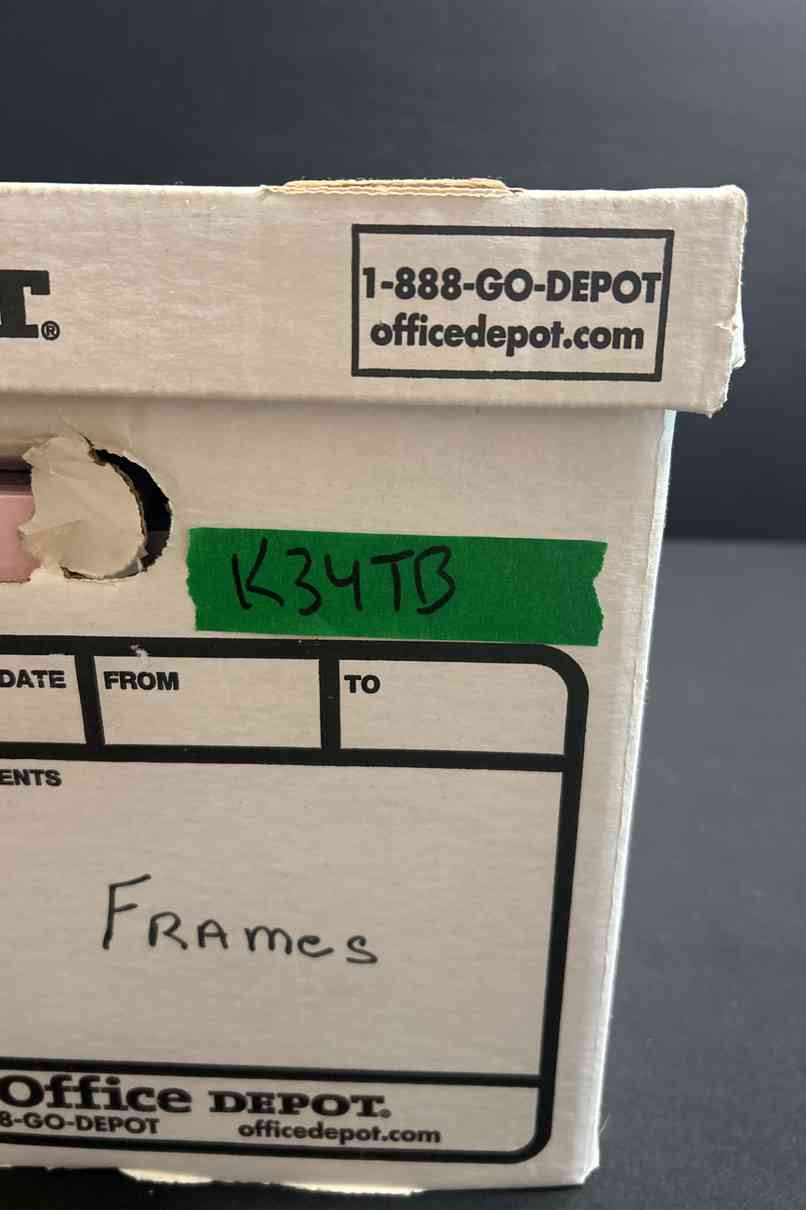 T®
1-888-GO-DEPOT
officedepot.com
K34TB
DATE FROM TO
ENTS
FRAmes
Office DEPOT.
8-GO-DEPOT officedepot.com